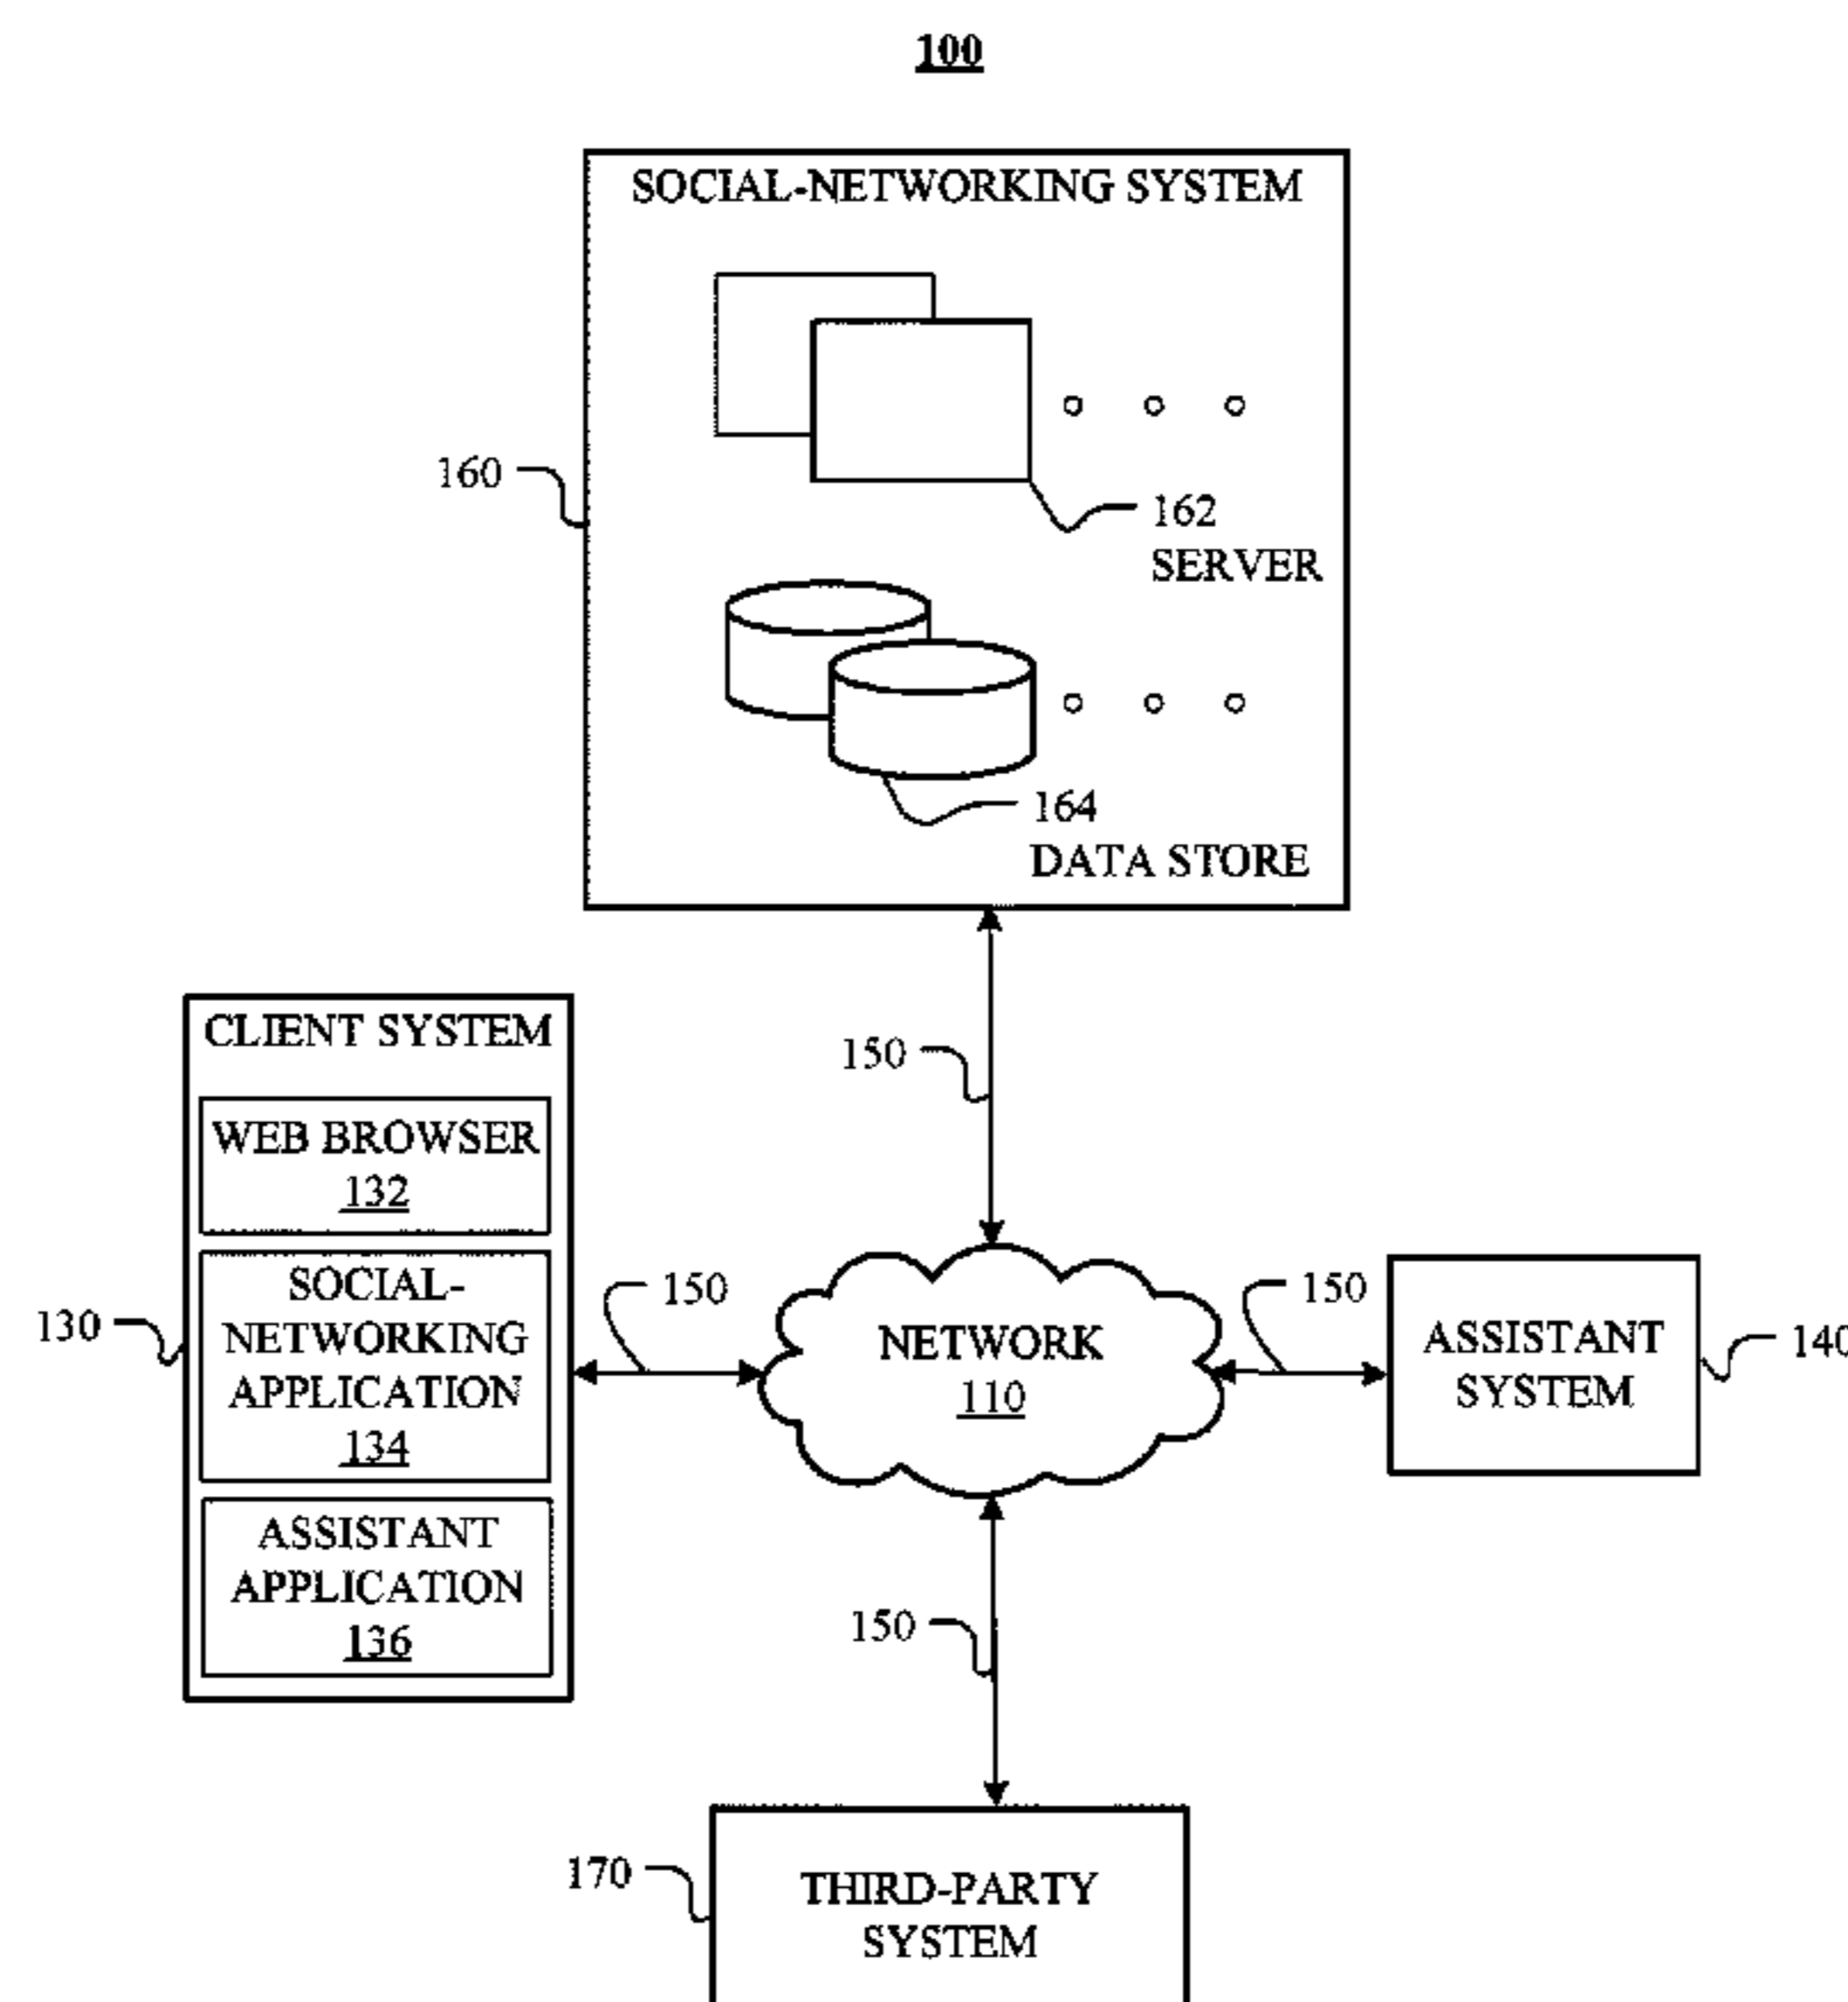 100
SOCIAL-NETWORKING SYSTEM
160
162
SERVER
164
DATA STORE
CLIENT SYSTEM
WEB BROWSER
132
SOCIAL-
NETWORKING
APPLICATION
134
ASSISTANT
APPLICATION
136
130
150
150
NETWORK
110
150
ASSISTANT
SYSTEM
140
150
170
THIRD-PARTY
SYSTEM